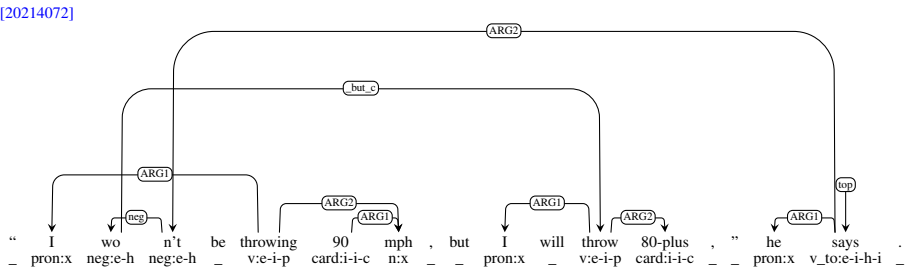 [20214072]
ARG2
_but_c
ARG1
top
neg ARG2 ARG1 ARG1 ARG2 ARG1
“ I wo n't be throwing 90 mph , but I will throw 80-plus , ” he says .
_ pron:x neg:e-h neg:e-h _ v:e-i-p card:i-i-c n:x _ _ pron:x _ v:e-i-p card:i-i-c _ _ pron:x v_to:e-i-h-i _